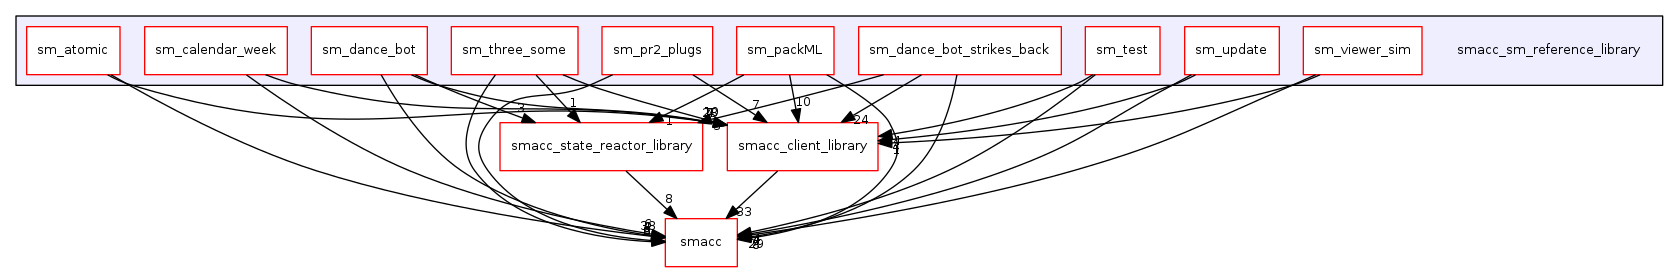 sm_atomic
sm_calendar_week
sm_dance_bot
sm_three_some
sm_pr2_plugs
sm_packML
sm_dance_bot_strikes_back
sm_test
sm_update
sm_viewer_sim
smacc_sm_reference_library
3
1
1
7
10
24
smacc_state_reactor_library
smacc_client_library
8
33
smacc